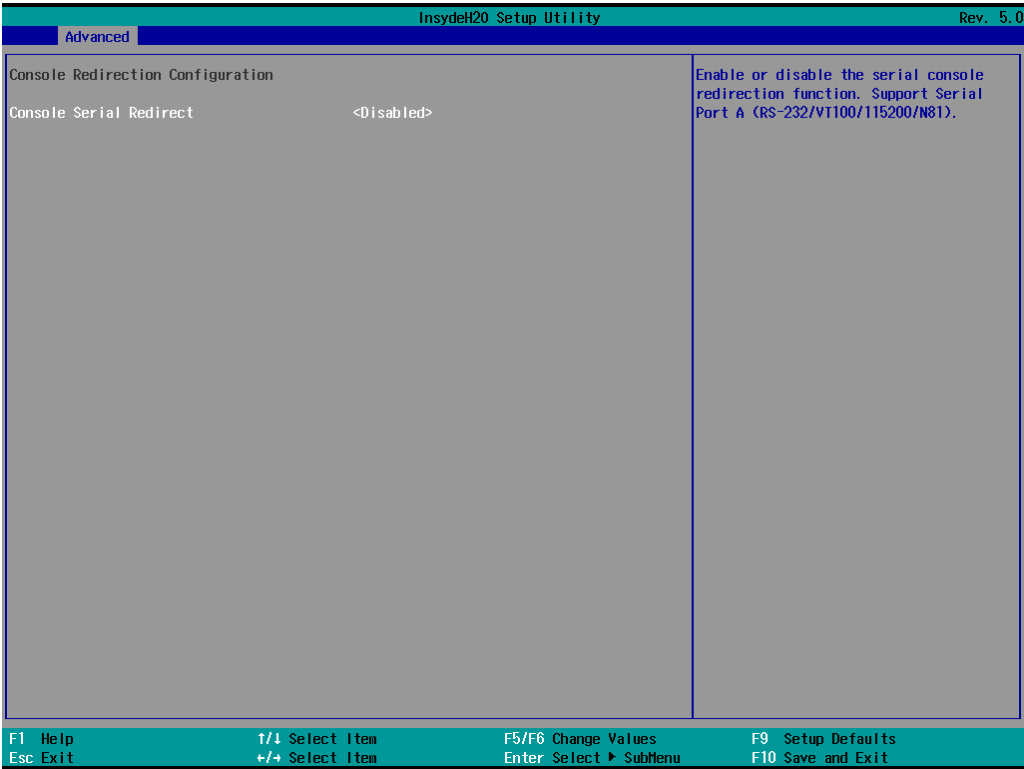 InsydeH20 Setup Utility Rev. 5.0
Advanced
Console Redirection Configuration
Console Serial Redirect <Disabled>
Enable or disable the serial console
redirection function. Support Serial
Port A (RS-232/VT100/115200/N81).
F1 Help ↑/↓ Select Item F5/F6 Change Values F9 Setup Defaults
Esc Exit ←/→ Select Item Enter Select ▶ SubMenu F10 Save and Exit